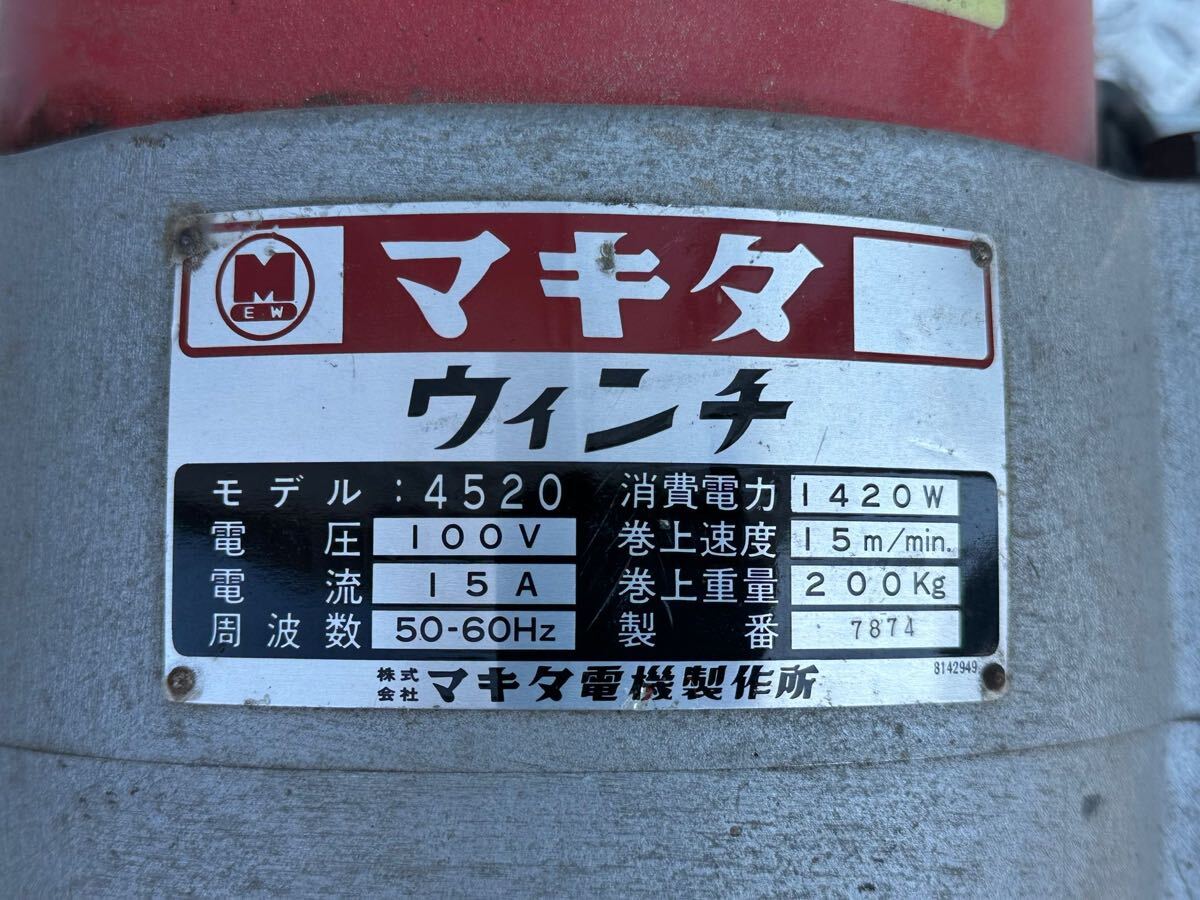 M
E W
マキタ
ウィンチ
モデル : 4520
電圧 100V
電流 15A
周波数 50-60Hz
消費電力 1420W
巻上速度 15m/min.
巻上重量 200Kg
製番 7874
株式会社 マキタ電機製作所
8142949